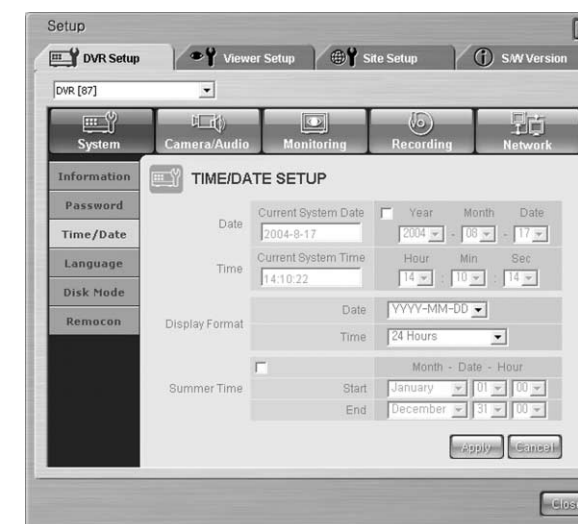 Setup
DVR Setup Viewer Setup Site Setup S/W Version
DVR [87]
System Camera/Audio Monitoring Recording Network
Information
Password
Time/Date
Language
Disk Mode
Remocon
TIME/DATE SETUP
Date Current System Date Year Month Date
2004-8-17 2004 - 08 - 17
Time Current System Time Hour Min Sec
14:10:22 14 : 10 : 14
Display Format Date YYYY-MM-DD
Time 24 Hours
Month - Date - Hour
Summer Time Start January 01 - 00
End December 31 - 00
Apply Cancel